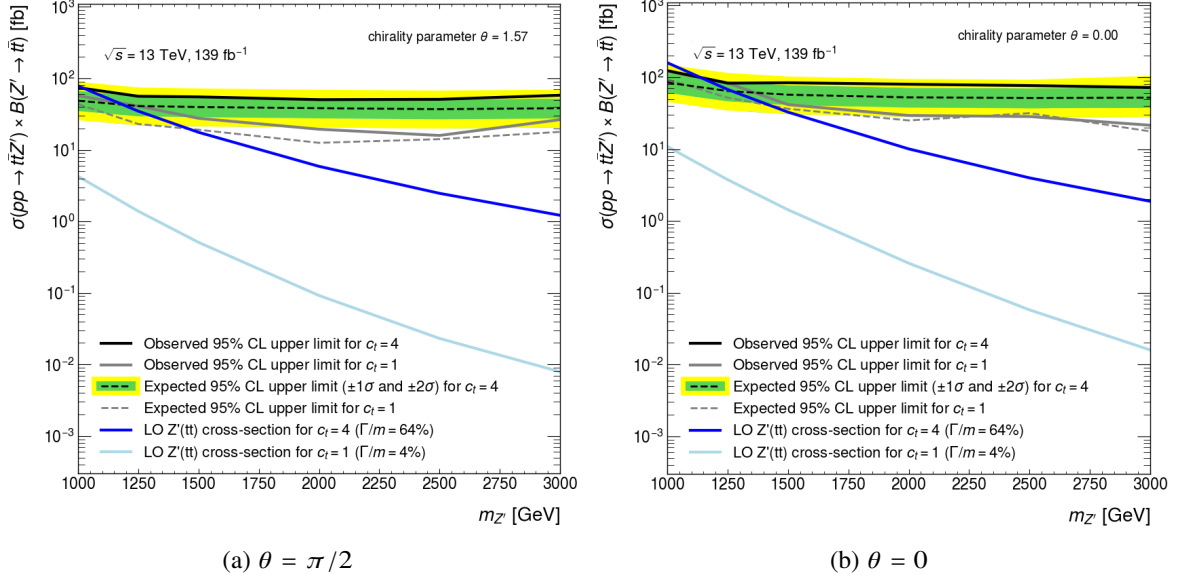 σ(pp → tt̄Z′) × B(Z′ → tt̄) [fb]
10³
10²
10¹
10⁰
10⁻¹
10⁻²
10⁻³
chirality parameter θ = 1.57
√s = 13 TeV, 139 fb⁻¹
Observed 95% CL upper limit for cₜ = 4
Observed 95% CL upper limit for cₜ = 1
Expected 95% CL upper limit (±1σ and ±2σ) for cₜ = 4
Expected 95% CL upper limit for cₜ = 1
LO Z'(tt) cross-section for cₜ = 4 (Γ/m = 64%)
LO Z'(tt) cross-section for cₜ = 1 (Γ/m = 4%)
1000 1250 1500 1750 2000 2250 2500 2750 3000
m_Z′ [GeV]
(a) θ = π/2
σ(pp → tt̄Z′) × B(Z′ → tt̄) [fb]
10³
10²
10¹
10⁰
10⁻¹
10⁻²
10⁻³
chirality parameter θ = 0.00
√s = 13 TeV, 139 fb⁻¹
Observed 95% CL upper limit for cₜ = 4
Observed 95% CL upper limit for cₜ = 1
Expected 95% CL upper limit (±1σ and ±2σ) for cₜ = 4
Expected 95% CL upper limit for cₜ = 1
LO Z'(tt) cross-section for cₜ = 4 (Γ/m = 64%)
LO Z'(tt) cross-section for cₜ = 1 (Γ/m = 4%)
1000 1250 1500 1750 2000 2250 2500 2750 3000
m_Z′ [GeV]
(b) θ = 0